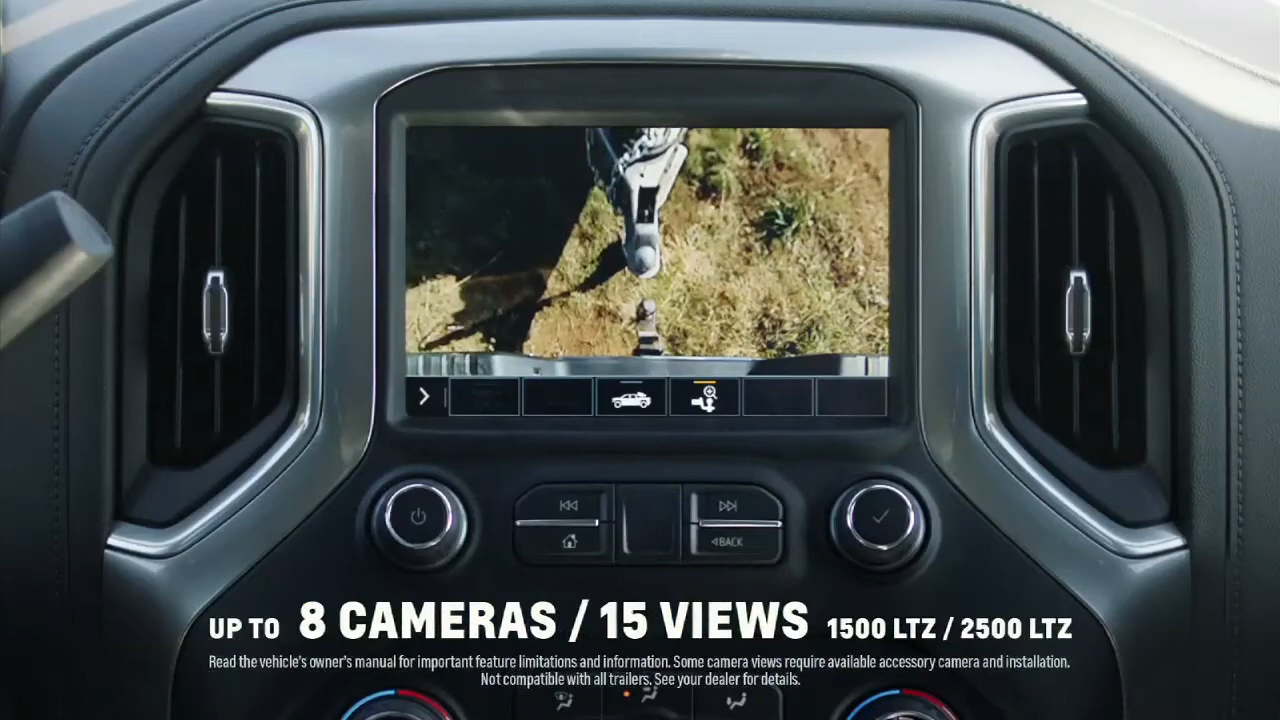 BACK
UP TO 8 CAMERAS / 15 VIEWS 1500 LTZ / 2500 LTZ
Read the vehicle's owner's manual for important feature limitations and information. Some camera views require available accessory camera and installation.
Not compatible with all trailers. See your dealer for details.